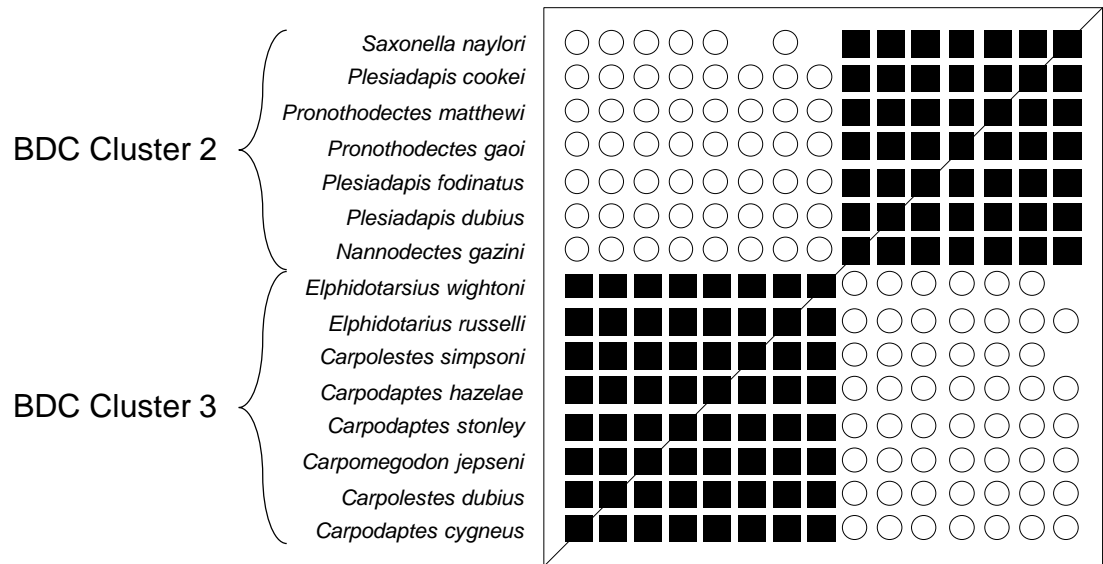 BDC Cluster 2
Saxonella naylori
Plesiadapis cookei
Pronothodectes matthewi
Pronothodectes gaoi
Plesiadapis fodinatus
Plesiadapis dubius
Nannodectes gazini
BDC Cluster 3
Elphidotarsius wightoni
Elphidotarius russelli
Carpolestes simpsoni
Carpodaptes hazelae
Carpodaptes stonley
Carpomegodon jepseni
Carpolestes dubius
Carpodaptes cygneus